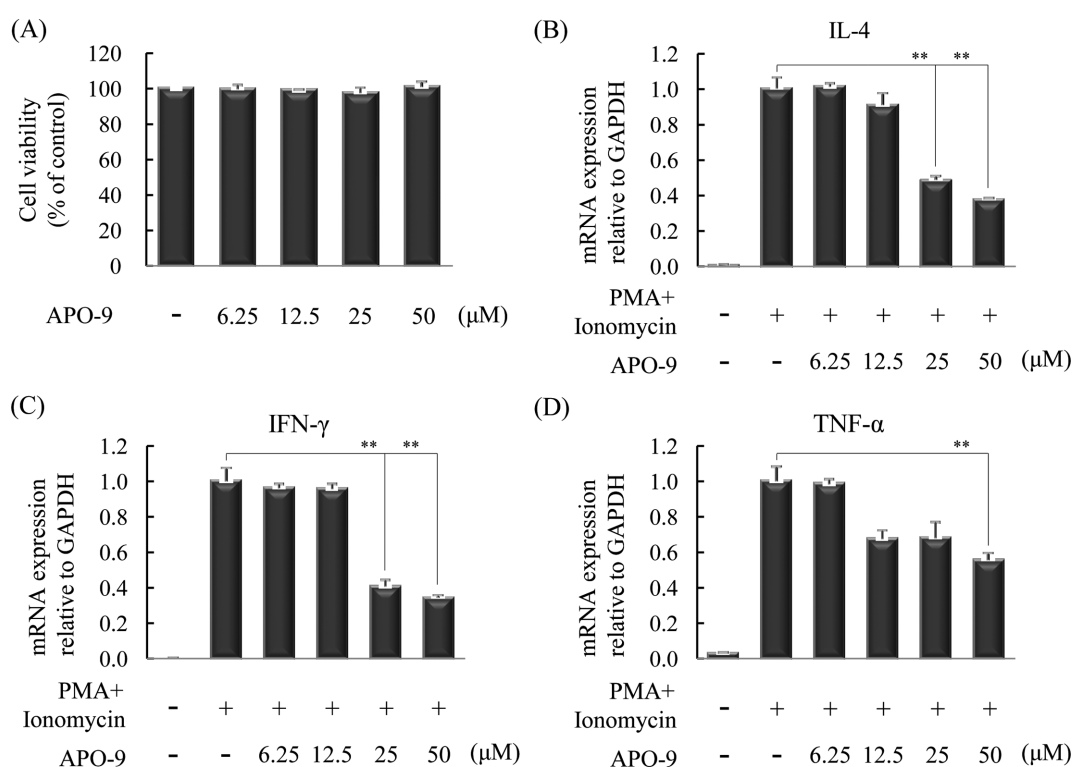 (A)
120
100
80
60
40
20
0
Cell viability
(% of control)
APO-9 - 6.25 12.5 25 50 (μM)
(B)
IL-4
** **
1.2
1.0
0.8
0.6
0.4
0.2
0.0
mRNA expression
relative to GAPDH
PMA+
Ionomycin - + + + + +
APO-9 - - 6.25 12.5 25 50 (μM)
(C)
IFN-γ
** **
1.2
1.0
0.8
0.6
0.4
0.2
0.0
mRNA expression
relative to GAPDH
PMA+
Ionomycin - + + + + +
APO-9 - - 6.25 12.5 25 50 (μM)
(D)
TNF-α
**
1.2
1.0
0.8
0.6
0.4
0.2
0.0
mRNA expression
relative to GAPDH
PMA+
Ionomycin - + + + + +
APO-9 - - 6.25 12.5 25 50 (μM)